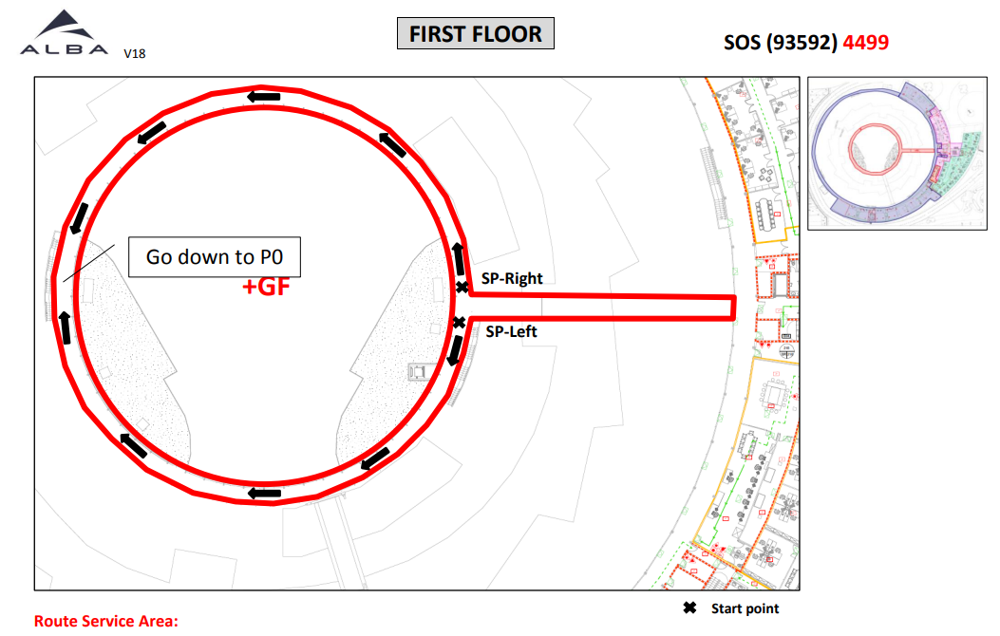 ALBA
V18
FIRST FLOOR
SOS (93592) 4499
Go down to P0
+GF
SP-Right
SP-Left
Start point
Route Service Area: